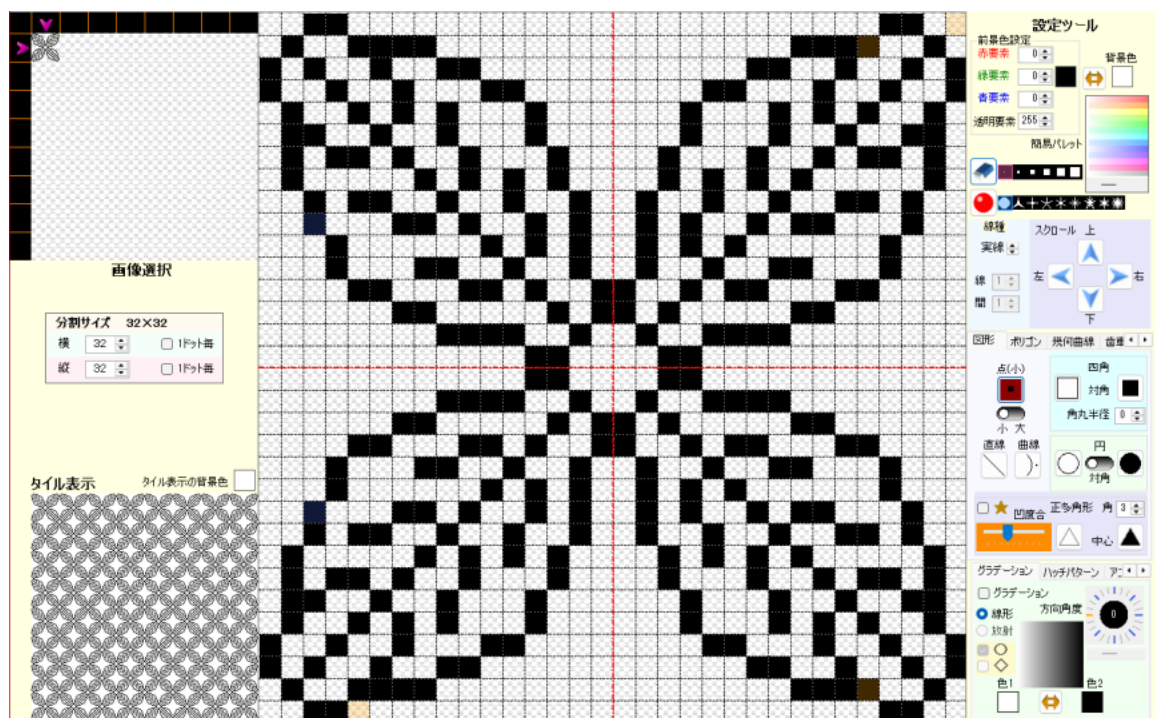 画像選択
分割サイズ 32×32
横 32 1ドット毎
縦 32 1ドット毎
タイル表示 タイル表示の背景色
設定ツール
前景色設定
赤要素 0
緑要素 0
青要素 0
透明要素 255
背景色
簡易パレット
線種
実線
線 1
間 1
スクロール 上
左 右
下
図形 ポリゴン 幾何曲線
点(小)
小 大
直線 曲線
四角
対角
角丸半径 0
円
対角
凹度合 正多角形 角 3
中心
グラデーション ハッチパターン
グラデーション
線形
放射
方向角度 0
色1 色2